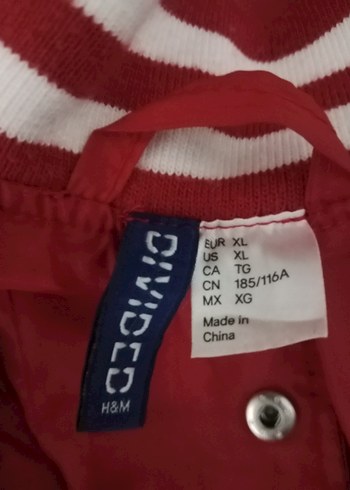 DIVIDED
H&M
EUR XL
US XL
CA TG
CN 185/116A
MX XG
Made in
China